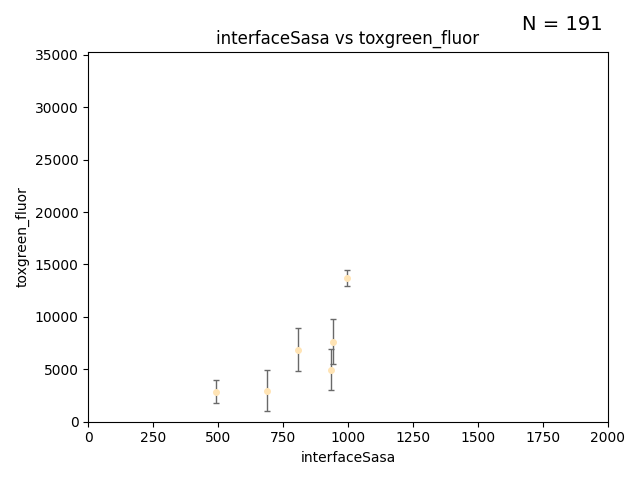 N = 191
interfaceSasa vs toxgreen_fluor
35000
30000
25000
20000
15000
10000
5000
0
toxgreen_fluor
0 250 500 750 1000 1250 1500 1750 2000
interfaceSasa